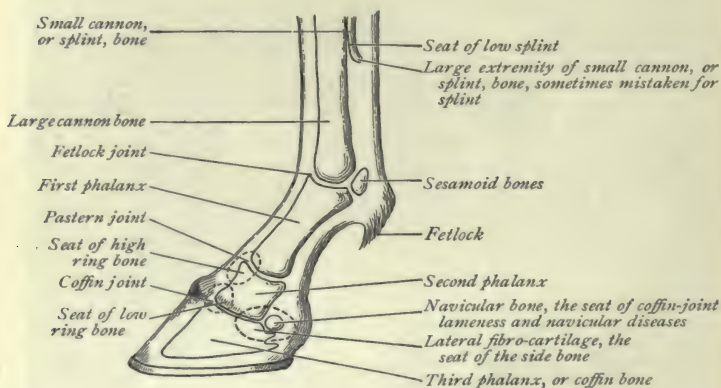 Small cannon,
or splint, bone
Large cannon bone
Fetlock joint
First phalanx
Pastern joint
Seat of high
ring bone
Coffin joint
Seat of low
ring bone
Seat of low splint
Large extremity of small cannon, or
splint, bone, sometimes mistaken for
splint
Sesamoid bones
Fetlock
Second phalanx
Navicular bone, the seat of coffin-joint
lameness and navicular diseases
Lateral fibro-cartilage, the
seat of the side bone
Third phalanx, or coffin bone